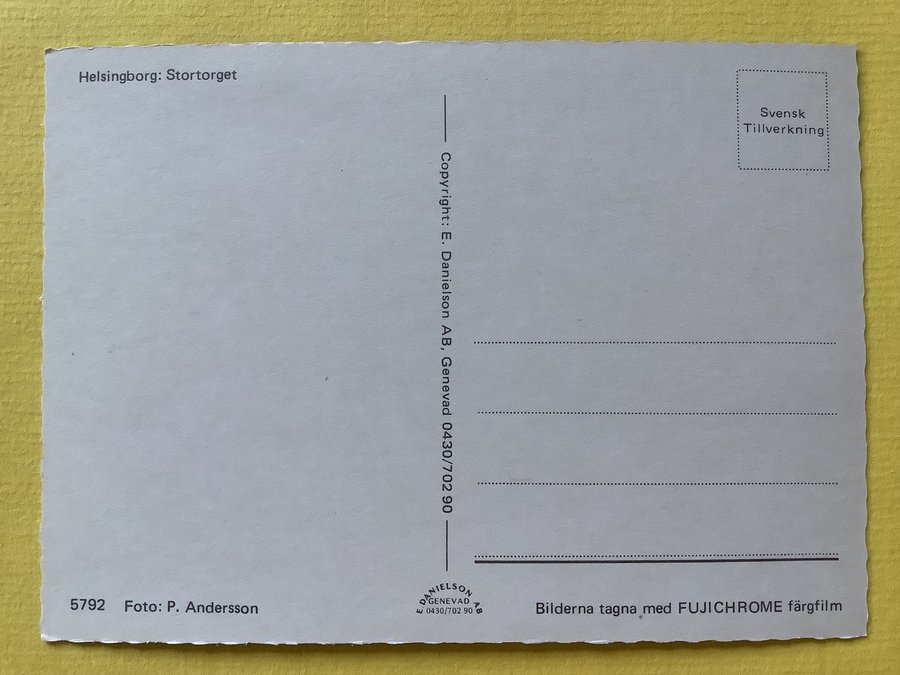 Helsingborg: Stortorget
Svensk
Tillverkning
Copyright: E. Danielson AB, Genevad 0430/702 90
5792 Foto: P. Andersson
E DANIELSON AB
GENEVAD
0430/702 90
Bilderna tagna med FUJICHROME färgfilm